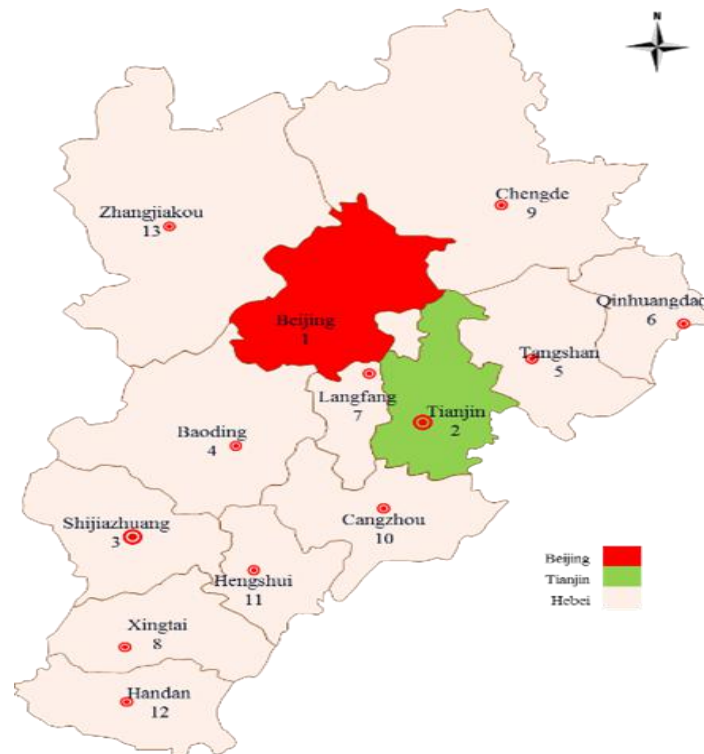 N
Chengde
9
Zhangjiakou
13
Qinhuangdao
6
Beijing
1
Tangshan
5
Langfang
7
Tianjin
2
Baoding
4
Shijiazhuang
3
Cangzhou
10
Hengshui
11
Xingtai
8
Handan
12
Beijing
Tianjin
Hebei